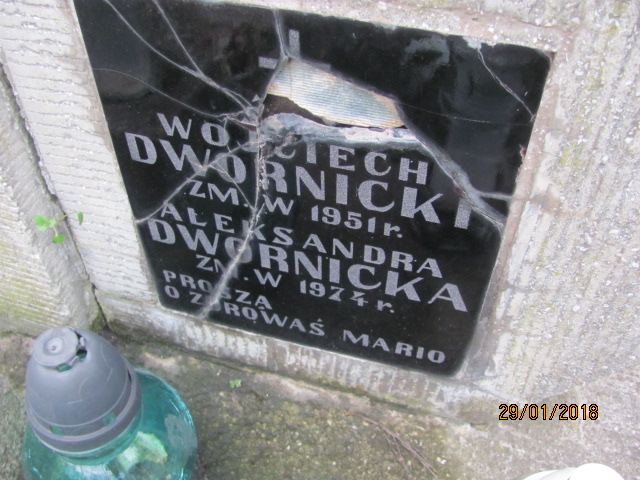 WOJCIECH
DWORNICKI
ZM. W 1951 r.
ALEKSANDRA
DWORNICKA
ZM. W 1974 r.
PROSZĄ
O ZDROWAŚ MARIO
29/01/2018